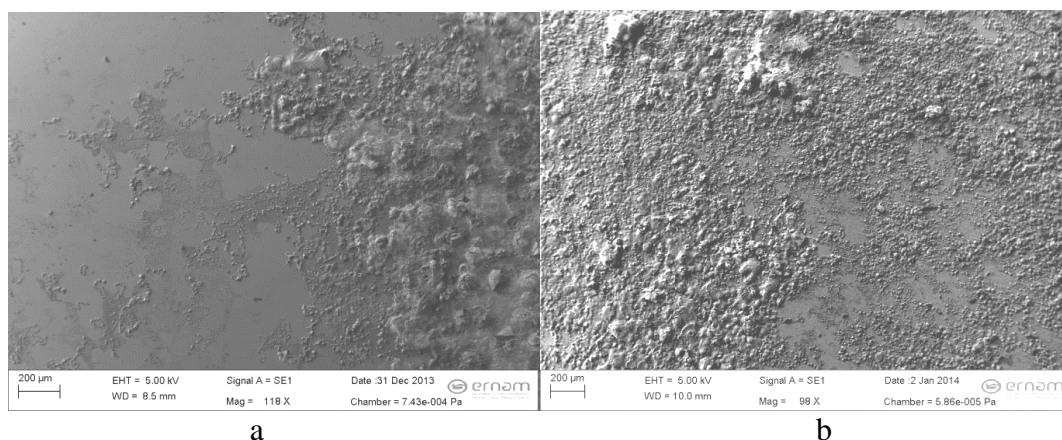 200 µm
EHT = 5.00 kV
WD = 8.5 mm
Signal A = SE1
Mag = 118 X
Date :31 Dec 2013
Chamber = 7.43e-004 Pa
ernam
200 µm
EHT = 5.00 kV
WD = 10.0 mm
Signal A = SE1
Mag = 98 X
Date :2 Jan 2014
Chamber = 5.86e-005 Pa
ernam
a
b